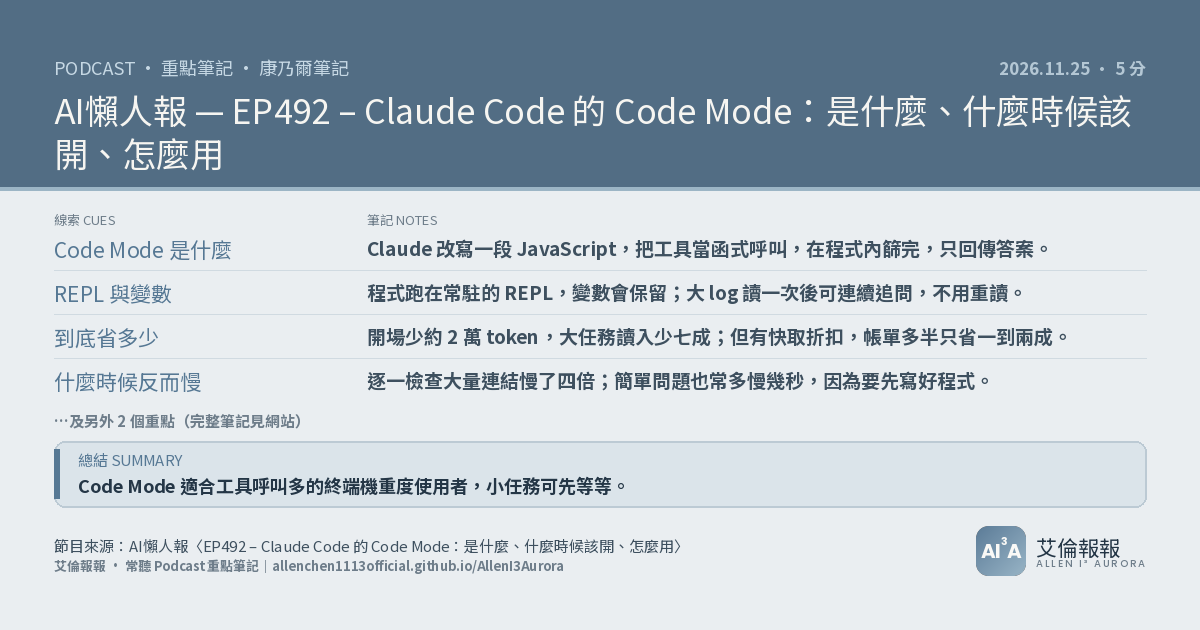 PODCAST • 重點筆記 • 康乃爾筆記
2026.11.25 • 5 分
AI懶人報 — EP492 – Claude Code 的 Code Mode：是什麼、什麼時候該
開、怎麼用
線索 CUES
筆記 NOTES
Code Mode 是什麼
Claude 改寫一段 JavaScript，把工具當函式呼叫，在程式內篩完，只回傳答案。
REPL 與變數
程式跑在常駐的 REPL，變數會保留；大 log 讀一次後可連續追問，不用重讀。
到底省多少
開場少約 2 萬 token，大任務讀入少七成；但有快取折扣，帳單多半只省一到兩成。
什麼時候反而慢
逐一檢查大量連結慢了四倍；簡單問題也常多慢幾秒，因為要先寫好程式。
…及另外 2 個重點（完整筆記見網站）
總結 SUMMARY
Code Mode 適合工具呼叫多的終端機重度使用者，小任務可先等等。
節目來源：AI懶人報〈EP492 – Claude Code 的 Code Mode：是什麼、什麼時候該開、怎麼用〉
艾倫報報 • 常聽 Podcast 重點筆記｜allenchen1113official.github.io/AllenI3Aurora
AI³A
艾倫報報
ALLEN I³ AURORA